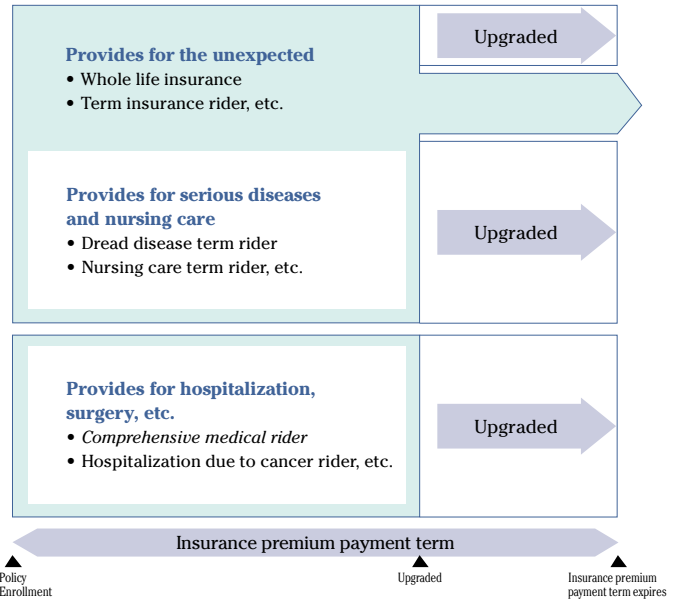 Provides for the unexpected
• Whole life insurance
• Term insurance rider, etc.
Upgraded
Provides for serious diseases
and nursing care
• Dread disease term rider
• Nursing care term rider, etc.
Upgraded
Provides for hospitalization,
surgery, etc.
• Comprehensive medical rider
• Hospitalization due to cancer rider, etc.
Upgraded
Insurance premium payment term
Policy
Enrollment
Upgraded
Insurance premium
payment term expires